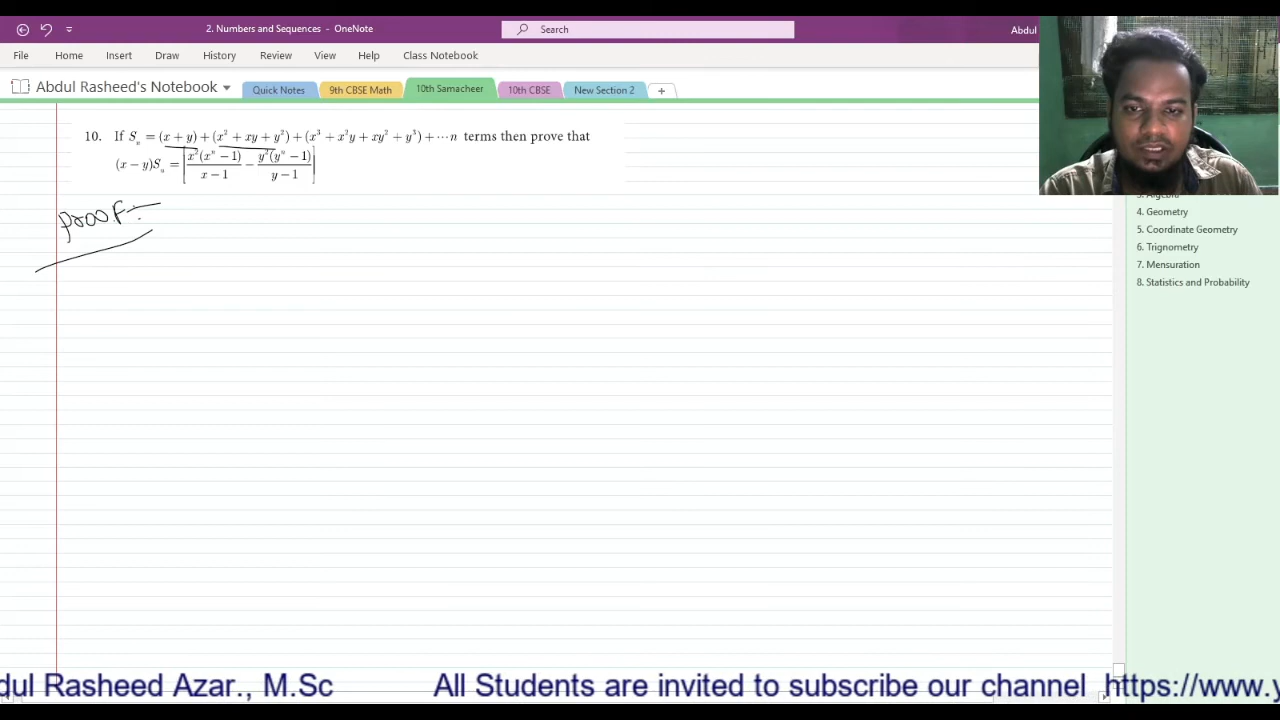 2. Numbers and Sequences - OneNote
Search
Abdul
File Home Insert Draw History Review View Help Class Notebook
Abdul Rasheed's Notebook
Quick Notes
9th CBSE Math
10th Samacheer
10th CBSE
New Section 2
10. If Sₙ = (x + y) + (x² + xy + y²) + (x³ + x²y + xy² + y³) + ⋯ n terms then prove that
(x − y)Sₙ = [x²(xⁿ − 1)/(x − 1) − y²(yⁿ − 1)/(y − 1)]
proof:-
3. Algebra
4. Geometry
5. Coordinate Geometry
6. Trignometry
7. Mensuration
8. Statistics and Probability
dul Rasheed Azar., M.Sc All Students are invited to subscribe our channel https://www.y